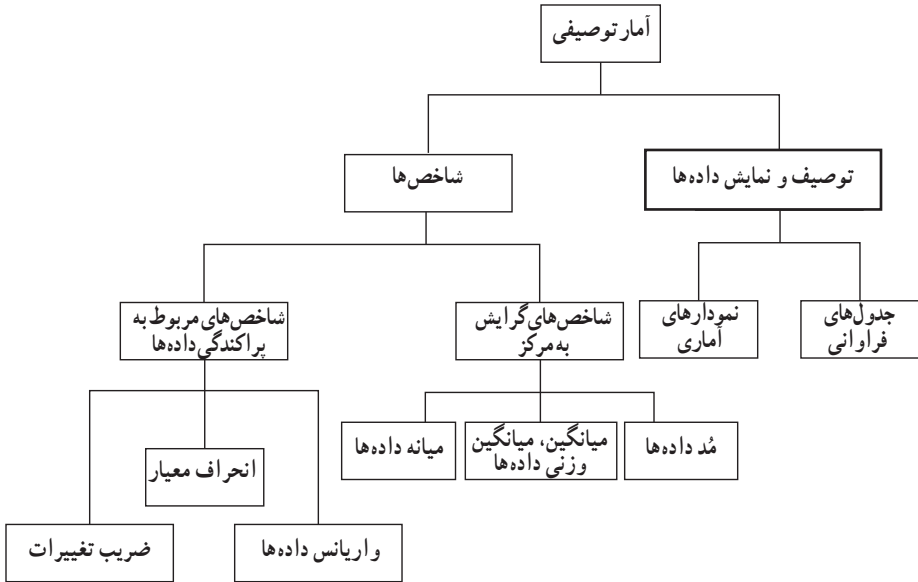 آمار توصیفی
توصیف و نمایش داده‌ها
شاخص‌ها
جدول‌های
فراوانی
نمودارهای
آماری
شاخص‌های گرایش
به مرکز
شاخص‌های مربوط به
پراکندگی داده‌ها
مُد داده‌ها
میانگین، میانگین
وزنی داده‌ها
میانه داده‌ها
انحراف معیار
واریانس داده‌ها
ضریب تغییرات